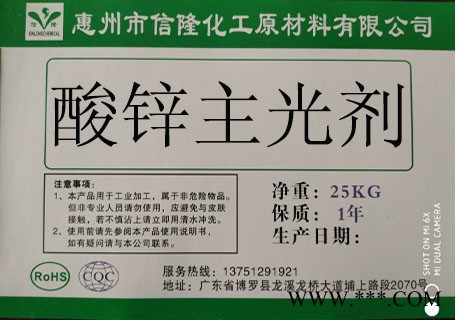 惠州市信隆化工原材料有限公司
信隆
XINLONGCHEMICAL
酸锌主光剂
注意事项:
1、本产品用于工业加工,属于非危险物品。
但非专业人员请勿使用,应避免与皮肤
接触,若不慎沾上请立即用清水冲洗。
2、使用前请先参阅本产品使用说明书,
如有疑问请与本公司联系。
净重:25KG
保质:1年
生产日期:
RoHS
CQC
服务热线:13751291921
地址:广东省博罗县龙溪龙桥大道埔上路段2070号
www.***.com
SHOT ON MI 6X
MI DUAL CAMERA